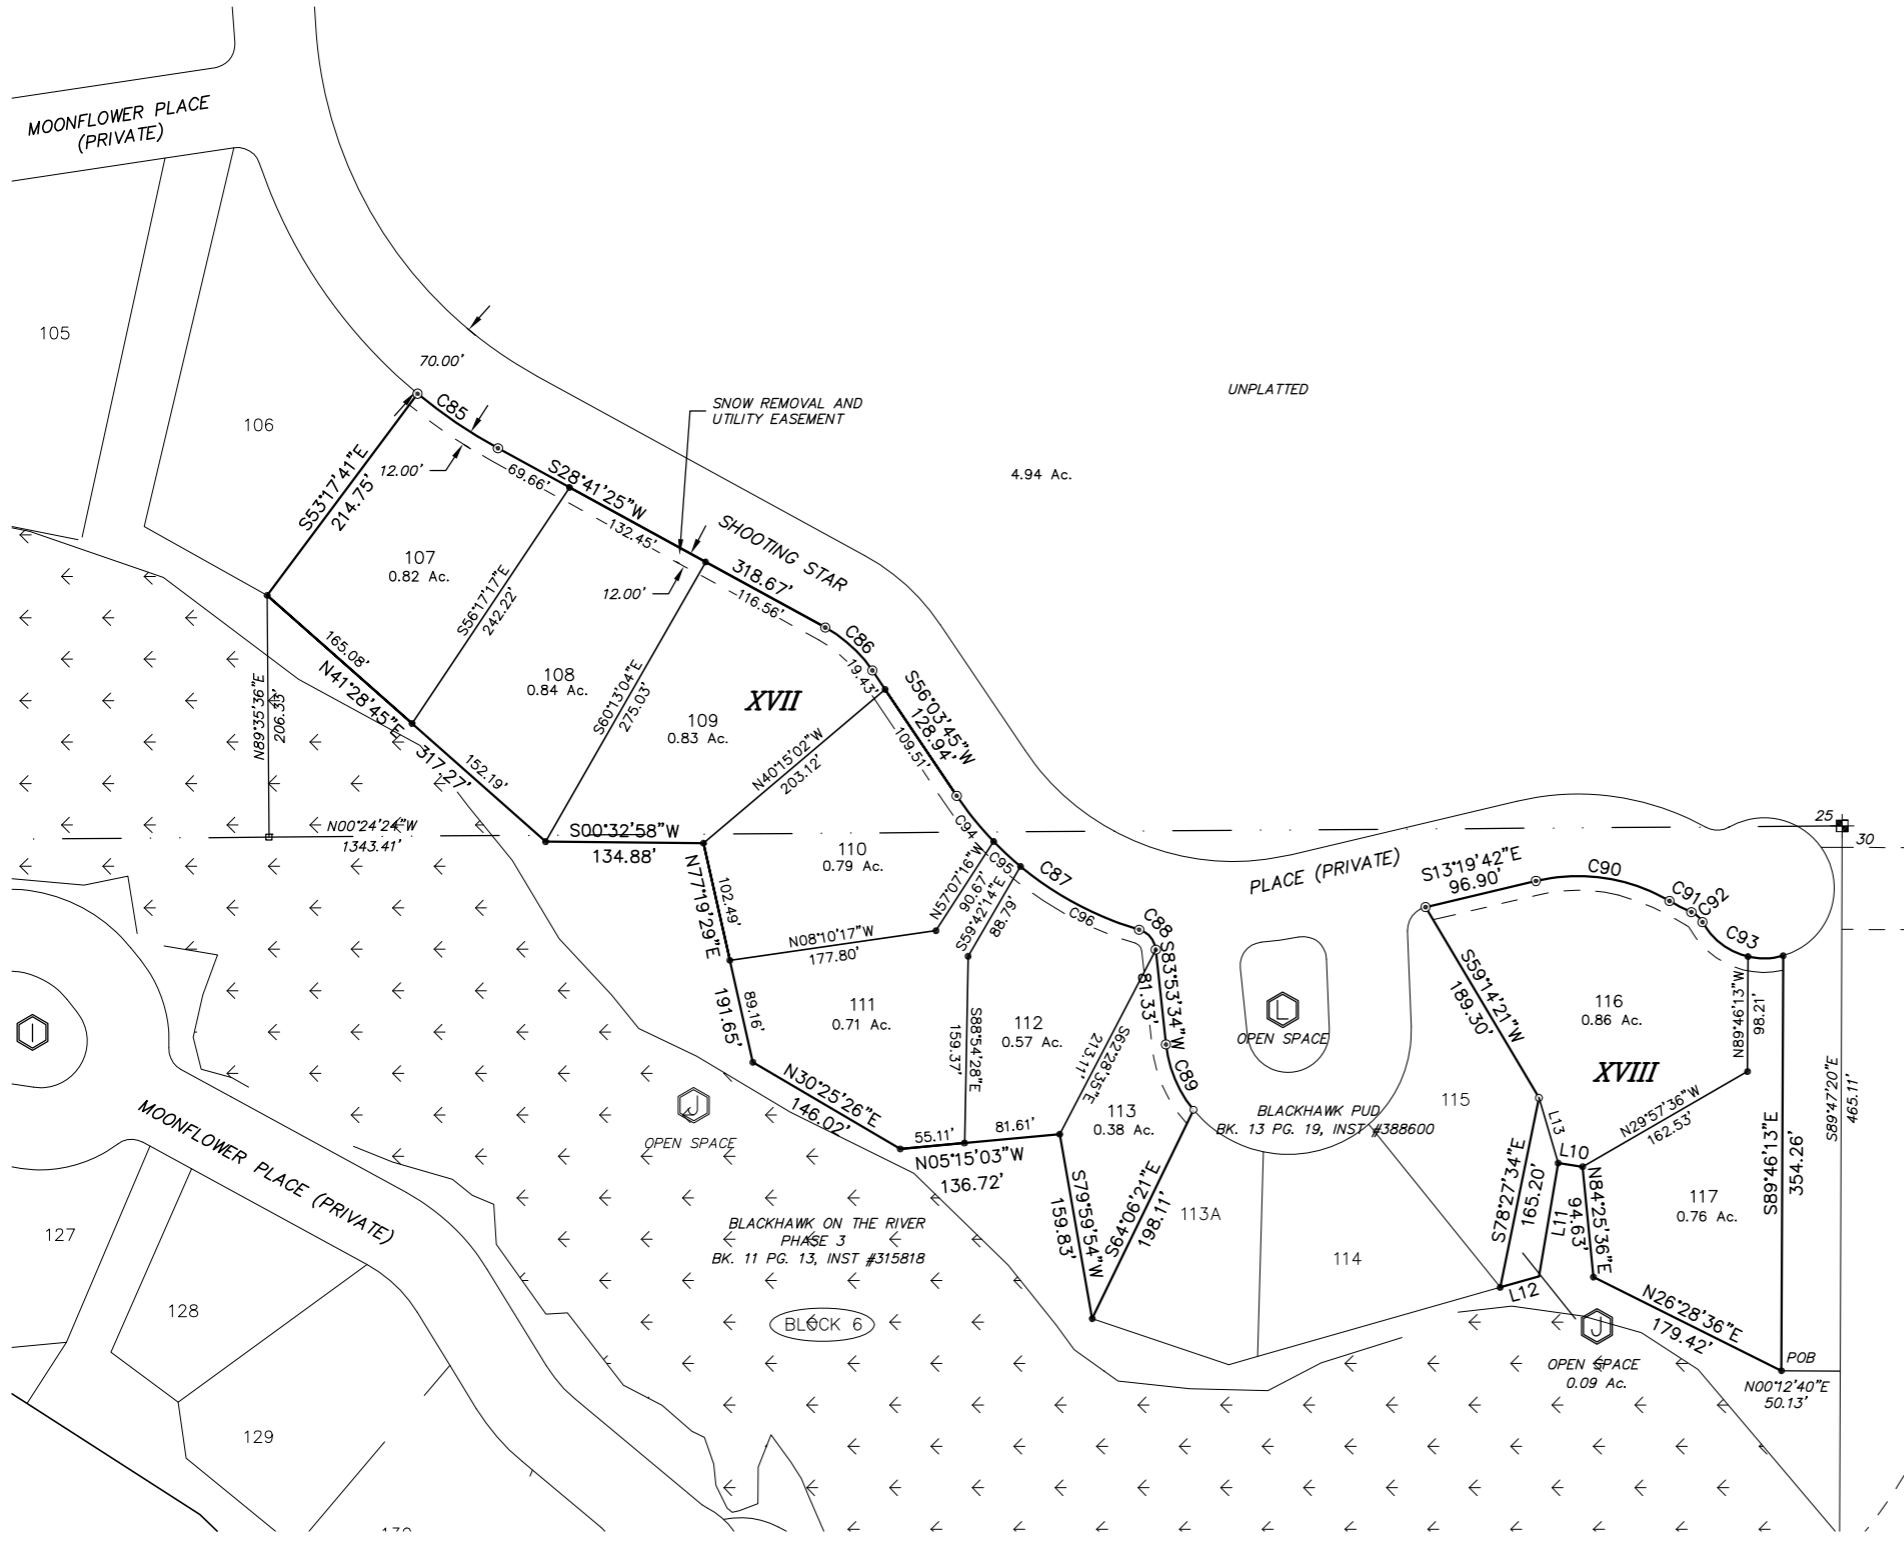 MOONFLOWER PLACE
(PRIVATE)
105
106
70.00'
C85
12.00'
SNOW REMOVAL AND
UTILITY EASEMENT
UNPLATTED
4.94 Ac.
S53°17'41"E
214.75'
69.66'
S28°41'25"W
132.45'
SHOOTING STAR
318.67'
116.56'
12.00'
107
0.82 Ac.
S56°17'17"E
242.22'
165.08'
N41°28'45"E
317.27'
152.19'
N89°35'36"E
206.35'
N00°24'24"W
1343.41'
108
0.84 Ac.
S60°13'04"E
275.03'
XVII
109
0.83 Ac.
C86
19.43'
S56°03'45"W
128.94'
109.51'
N40°15'02"W
203.12'
S00°32'58"W
134.88'
110
0.79 Ac.
C94
C95
C87
C96
N57°07'16"W
90.67'
S59°42'14"E
88.79'
N77°19'29"E
191.65'
102.49'
89.16'
N08°10'17"W
177.80'
111
0.71 Ac.
S88°54'28"E
159.37'
112
0.57 Ac.
S62°28'35"E
213.11'
C88
S83°53'34"W
81.33'
C89
113
0.38 Ac.
N30°25'26"E
146.02'
55.11'
81.61'
N05°15'03"W
136.72'
S79°59'54"W
159.83'
S64°06'21"E
198.11'
113A
114
115
PLACE (PRIVATE)
L
OPEN SPACE
BLACKHAWK PUD
BK. 13 PG. 19, INST #388600
S13°19'42"E
96.90'
C90
C91
C92
C93
25
30
S59°14'21"W
189.30'
116
0.86 Ac.
XVIII
N89°46'13"W
98.21'
N29°57'36"W
162.53'
S89°46'13"E
354.26'
S89°47'20"E
465.11'
L13
L10
L11
L12
S78°27'34"E
165.20'
N84°25'36"E
94.63'
117
0.76 Ac.
N26°28'36"E
179.42'
POB
N00°12'40"E
50.13'
J
OPEN SPACE
0.09 Ac.
J
OPEN SPACE
BLACKHAWK ON THE RIVER
PHASE 3
BK. 11 PG. 13, INST #315818
BLOCK 6
I
MOONFLOWER PLACE (PRIVATE)
127
128
129